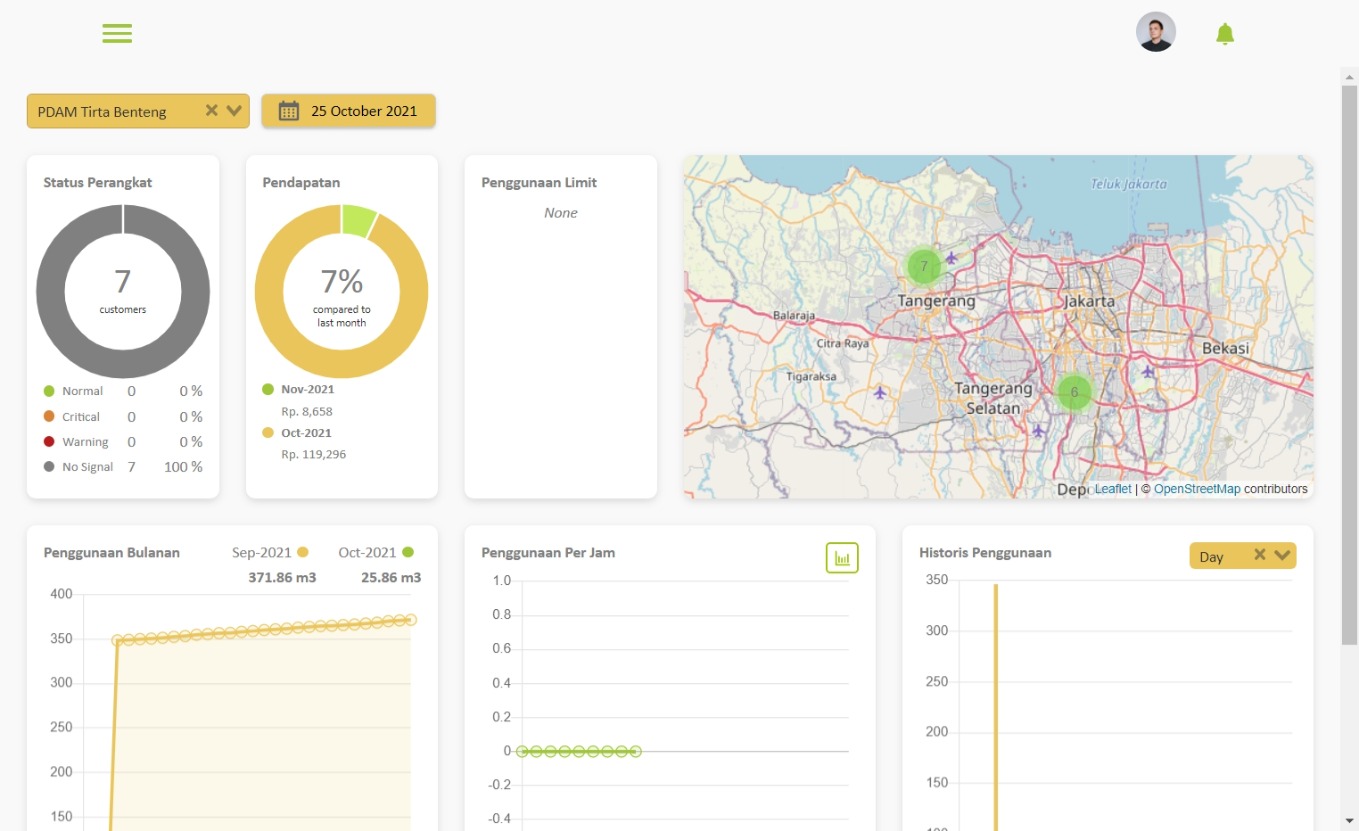 PDAM Tirta Benteng
25 October 2021
Status Perangkat
7
customers
Normal 0 0 %
Critical 0 0 %
Warning 0 0 %
No Signal 7 100 %
Pendapatan
7%
compared to
last month
Nov-2021
Rp. 8,658
Oct-2021
Rp. 119,296
Penggunaan Limit
None
Teluk Jakarta
7
Tangerang
Jakarta
Balaraja
Citra Raya
Bekasi
Tigaraksa
Tangerang
Selatan
6
Leaflet | © OpenStreetMap contributors
Penggunaan Bulanan
Sep-2021 Oct-2021
371.86 m3 25.86 m3
400
350
300
250
200
150
Penggunaan Per Jam
1.0
0.8
0.6
0.4
0.2
0
-0.2
-0.4
Historis Penggunaan
Day
350
300
250
200
150